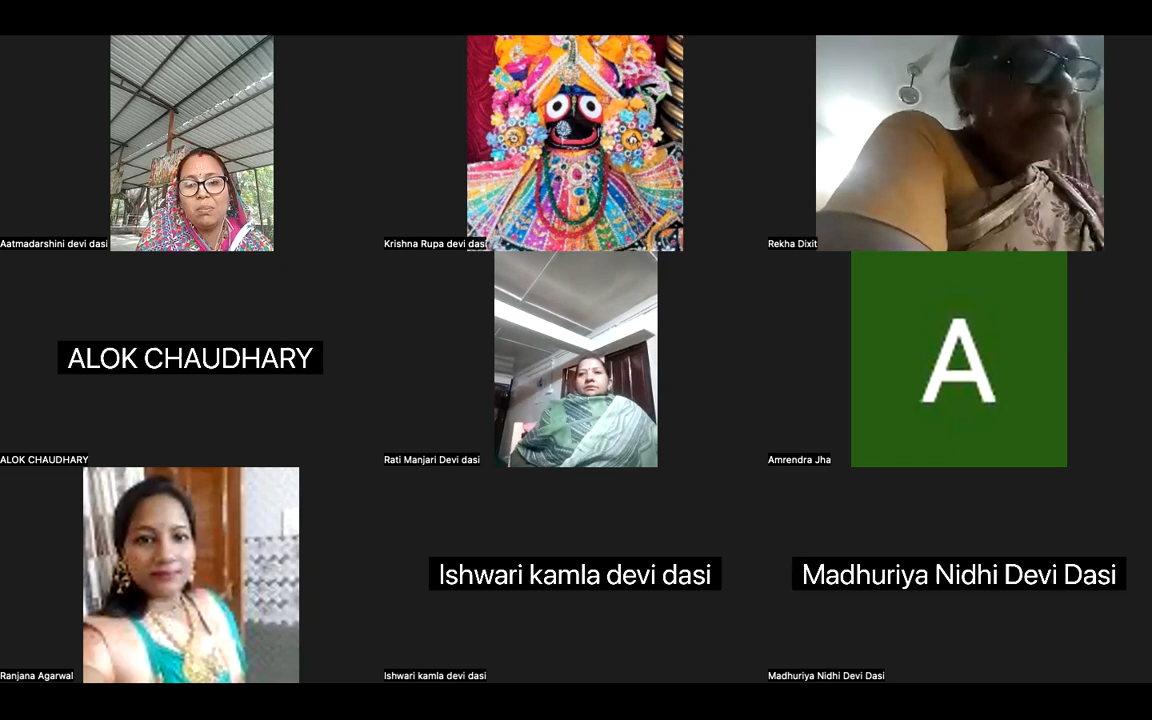 Aatmadarshini devi dasi
Krishna Rupa devi dasi
Rekha Dixit
ALOK CHAUDHARY
ALOK CHAUDHARY
Rati Manjari Devi dasi
A
Amrendra Jha
Ranjana Agarwal
Ishwari kamla devi dasi
Ishwari kamla devi dasi
Madhuriya Nidhi Devi Dasi
Madhuriya Nidhi Devi Dasi